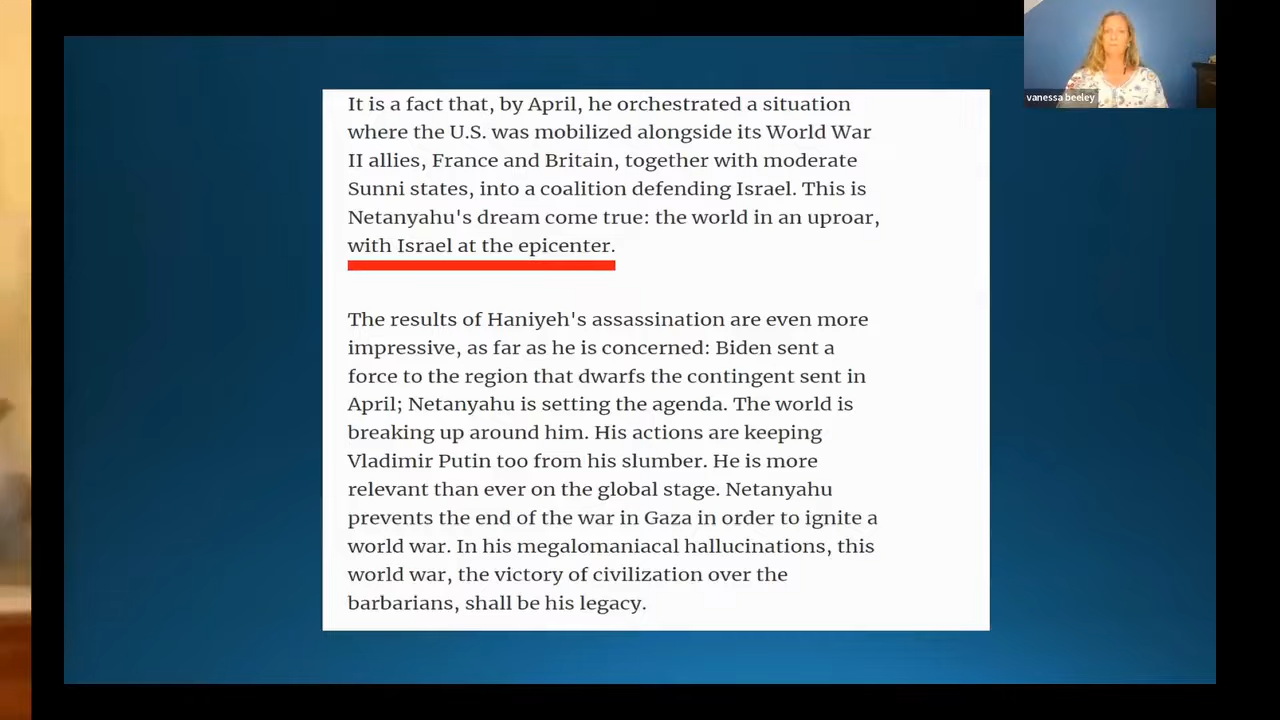 vanessa beeley
It is a fact that, by April, he orchestrated a situation
where the U.S. was mobilized alongside its World War
II allies, France and Britain, together with moderate
Sunni states, into a coalition defending Israel. This is
Netanyahu's dream come true: the world in an uproar,
with Israel at the epicenter.
The results of Haniyeh's assassination are even more
impressive, as far as he is concerned: Biden sent a
force to the region that dwarfs the contingent sent in
April; Netanyahu is setting the agenda. The world is
breaking up around him. His actions are keeping
Vladimir Putin too from his slumber. He is more
relevant than ever on the global stage. Netanyahu
prevents the end of the war in Gaza in order to ignite a
world war. In his megalomaniacal hallucinations, this
world war, the victory of civilization over the
barbarians, shall be his legacy.